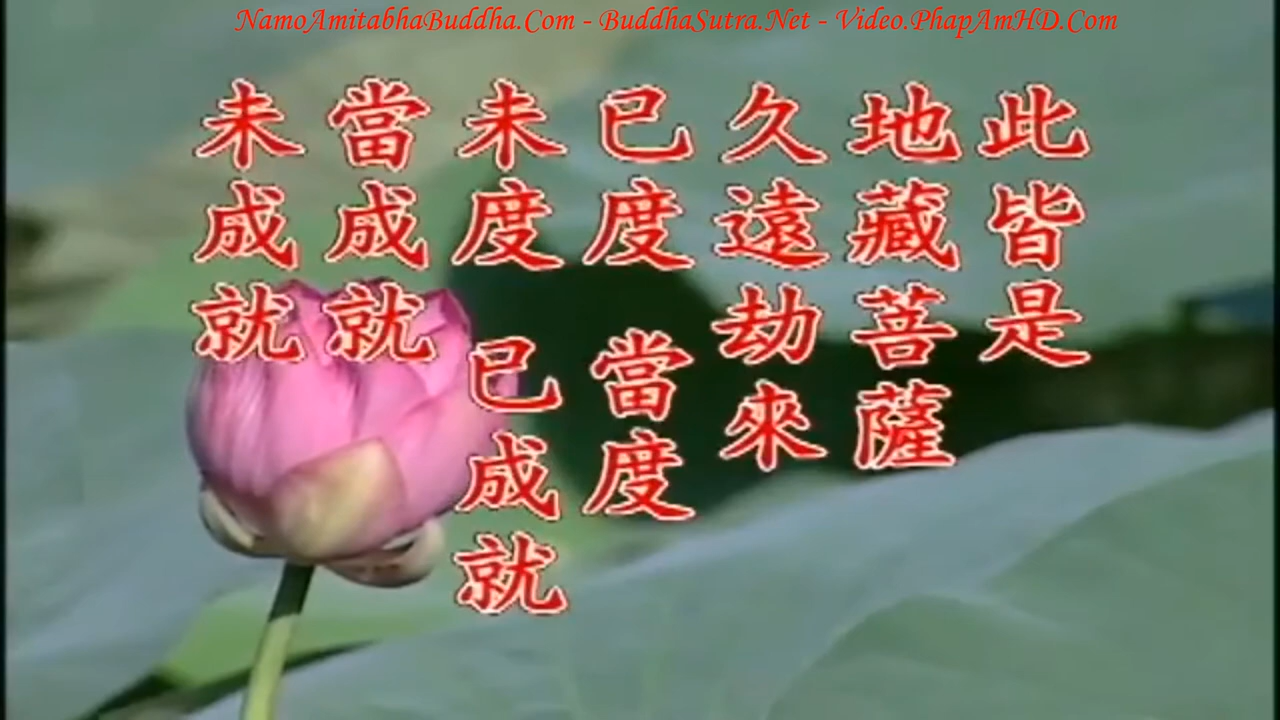 NamoAmitabhaBuddha.Com - BuddhaSutra.Net - Video.PhapAmHD.Com
此皆是
地藏菩薩
久遠劫來
已度 當度
未度 已成就
當成就
未成就